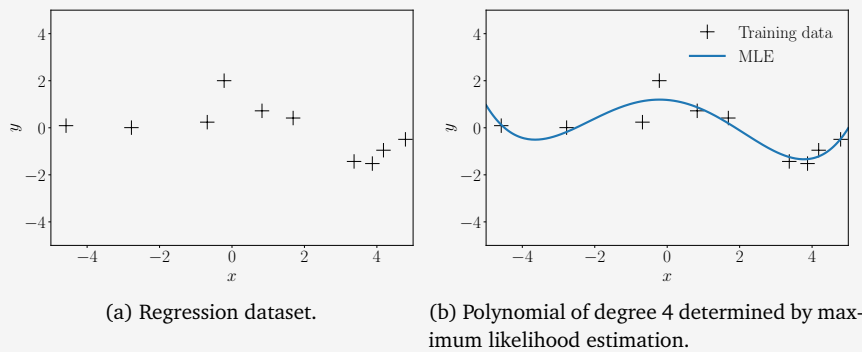 4
2
0
−2
−4
y
−4
−2
0
2
4
x
(a) Regression dataset.
4
2
0
−2
−4
y
Training data
MLE
−4
−2
0
2
4
x
(b) Polynomial of degree 4 determined by max-
imum likelihood estimation.